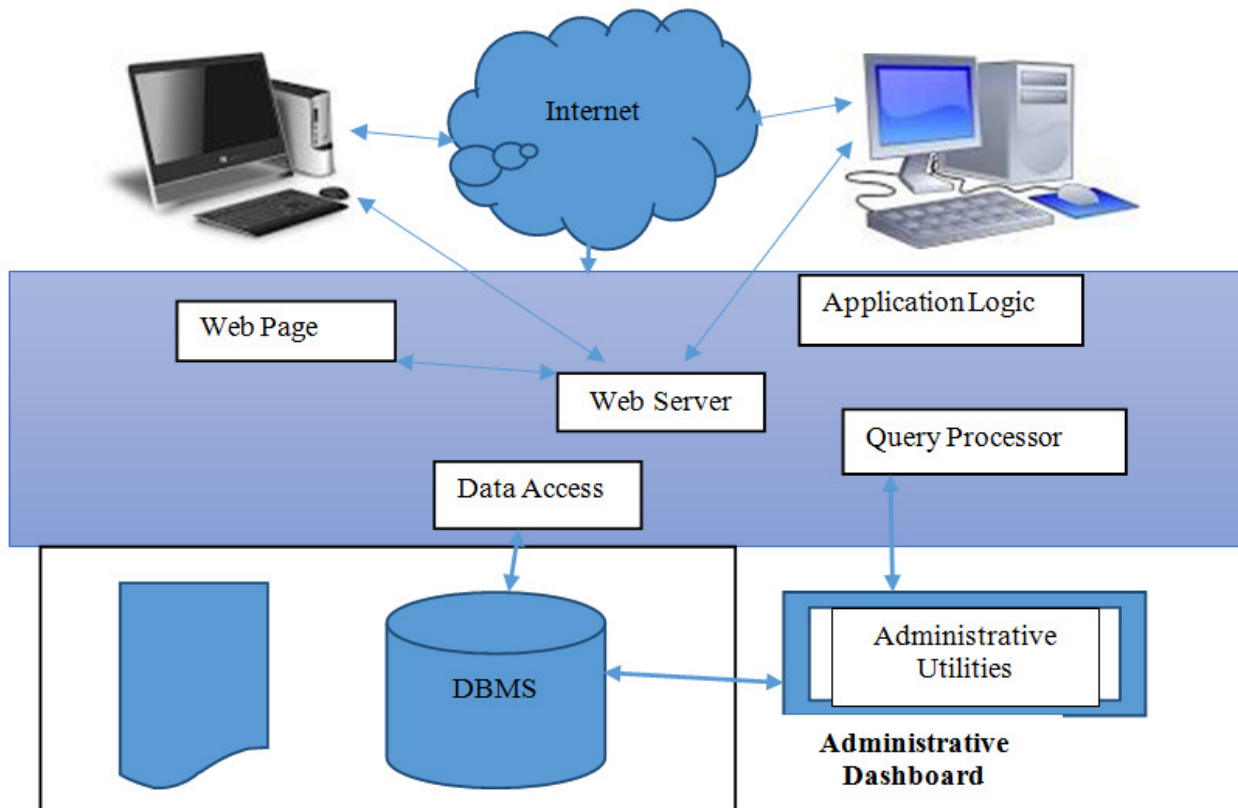 Internet
Web Page
Application Logic
Web Server
Query Processor
Data Access
DBMS
Administrative
Utilities
Administrative
Dashboard